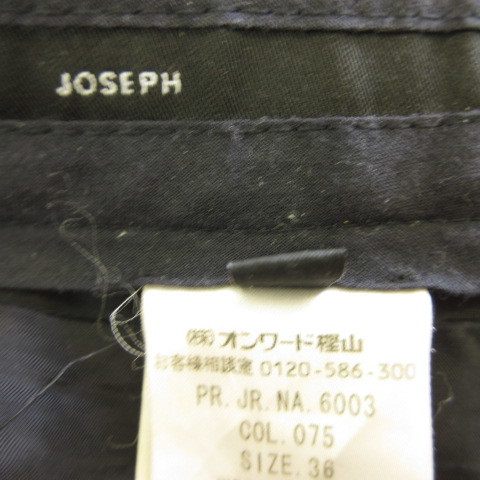 JOSEPH
(株)オンワード樫山
お客様相談室 0120-586-300
PR. JR. NA. 6003
COL. 075
SIZE. 36